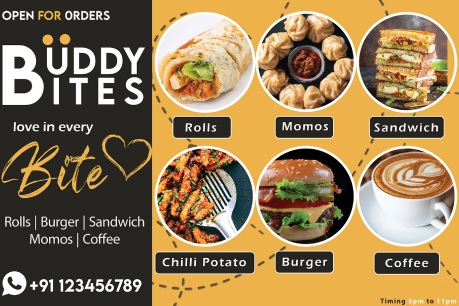 OPEN FOR ORDERS
BÜDDY
BITES
love in every
Bite
Rolls | Burger | Sandwich
Momos | Coffee
+91 123456789
Rolls
Momos
Sandwich
Chilli Potato
Burger
Coffee
Timing 5pm to 11pm